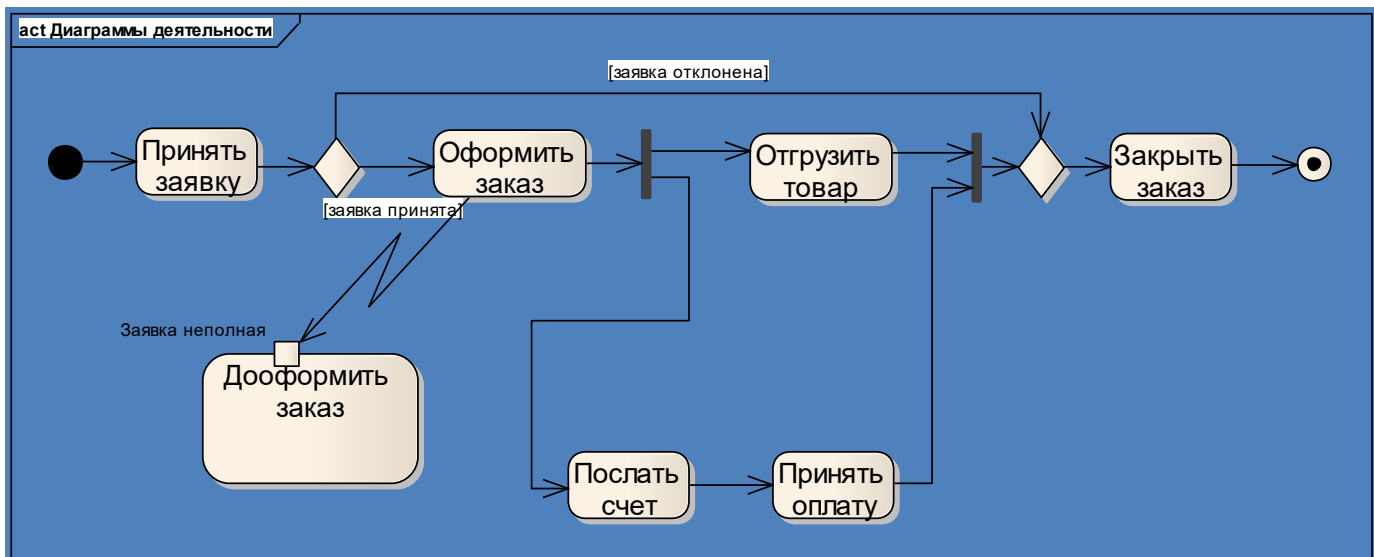 act Диаграммы деятельности
[заявка отклонена]
Принять
заявку
Оформить
заказ
Отгрузить
товар
Закрыть
заказ
[заявка принята]
Заявка неполная
Дооформить
заказ
Послать
счет
Принять
оплату